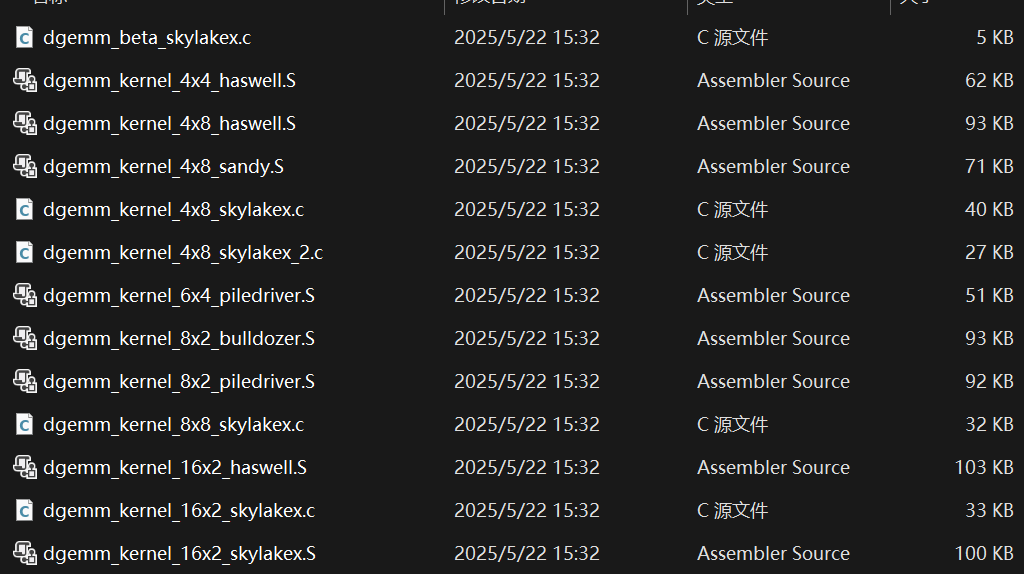 dgemm_beta_skylakex.c 2025/5/22 15:32 C 源文件 5 KB
dgemm_kernel_4x4_haswell.S 2025/5/22 15:32 Assembler Source 62 KB
dgemm_kernel_4x8_haswell.S 2025/5/22 15:32 Assembler Source 93 KB
dgemm_kernel_4x8_sandy.S 2025/5/22 15:32 Assembler Source 71 KB
dgemm_kernel_4x8_skylakex.c 2025/5/22 15:32 C 源文件 40 KB
dgemm_kernel_4x8_skylakex_2.c 2025/5/22 15:32 C 源文件 27 KB
dgemm_kernel_6x4_piledriver.S 2025/5/22 15:32 Assembler Source 51 KB
dgemm_kernel_8x2_bulldozer.S 2025/5/22 15:32 Assembler Source 93 KB
dgemm_kernel_8x2_piledriver.S 2025/5/22 15:32 Assembler Source 92 KB
dgemm_kernel_8x8_skylakex.c 2025/5/22 15:32 C 源文件 32 KB
dgemm_kernel_16x2_haswell.S 2025/5/22 15:32 Assembler Source 103 KB
dgemm_kernel_16x2_skylakex.c 2025/5/22 15:32 C 源文件 33 KB
dgemm_kernel_16x2_skylakex.S 2025/5/22 15:32 Assembler Source 100 KB